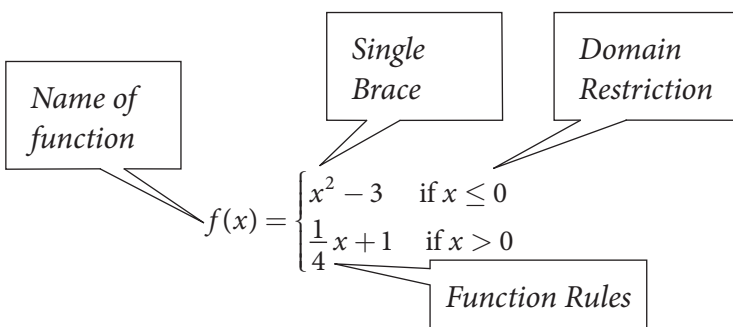 Single
Brace
Domain
Restriction
Name of
function
f(x) = { x² − 3 if x ≤ 0
1/4 x + 1 if x > 0
Function Rules